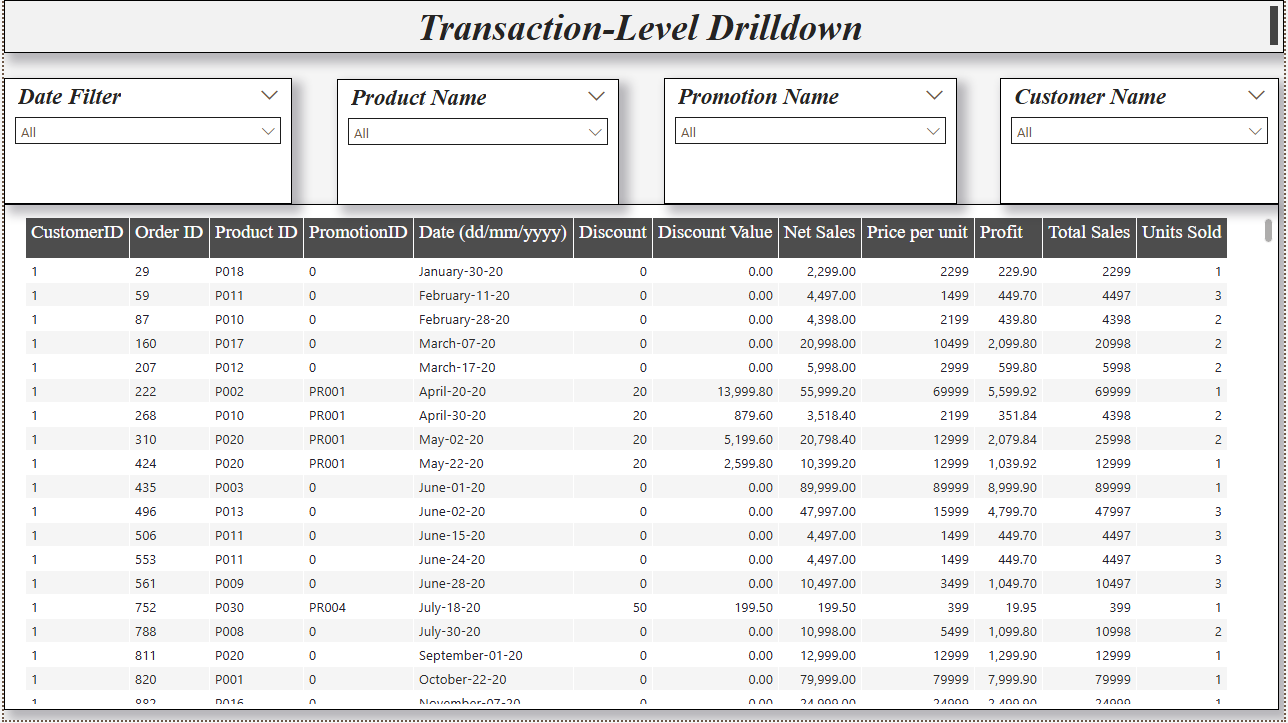 Transaction-Level Drilldown
Date Filter Product Name Promotion Name Customer Name
All All All All
CustomerID Order ID Product ID PromotionID Date (dd/mm/yyyy) Discount Discount Value Net Sales Price per unit Profit Total Sales Units Sold
1 29 P018 0 January-30-20 0 0.00 2,299.00 2299 229.90 2299 1
1 59 P011 0 February-11-20 0 0.00 4,497.00 1499 449.70 4497 3
1 87 P010 0 February-28-20 0 0.00 4,398.00 2199 439.80 4398 2
1 160 P017 0 March-07-20 0 0.00 20,998.00 10499 2,099.80 20998 2
1 207 P012 0 March-17-20 0 0.00 5,998.00 2999 599.80 5998 2
1 222 P002 PR001 April-20-20 20 13,999.80 55,999.20 69999 5,599.92 69999 1
1 268 P010 PR001 April-30-20 20 879.60 3,518.40 2199 351.84 4398 2
1 310 P020 PR001 May-02-20 20 5,199.60 20,798.40 12999 2,079.84 25998 2
1 424 P020 PR001 May-22-20 20 2,599.80 10,399.20 12999 1,039.92 12999 1
1 435 P003 0 June-01-20 0 0.00 89,999.00 89999 8,999.90 89999 1
1 496 P013 0 June-02-20 0 0.00 47,997.00 15999 4,799.70 47997 3
1 506 P011 0 June-15-20 0 0.00 4,497.00 1499 449.70 4497 3
1 553 P011 0 June-24-20 0 0.00 4,497.00 1499 449.70 4497 3
1 561 P009 0 June-28-20 0 0.00 10,497.00 3499 1,049.70 10497 3
1 752 P030 PR004 July-18-20 50 199.50 199.50 399 19.95 399 1
1 788 P008 0 July-30-20 0 0.00 10,998.00 5499 1,099.80 10998 2
1 811 P020 0 September-01-20 0 0.00 12,999.00 12999 1,299.90 12999 1
1 820 P001 0 October-22-20 0 0.00 79,999.00 79999 7,999.90 79999 1